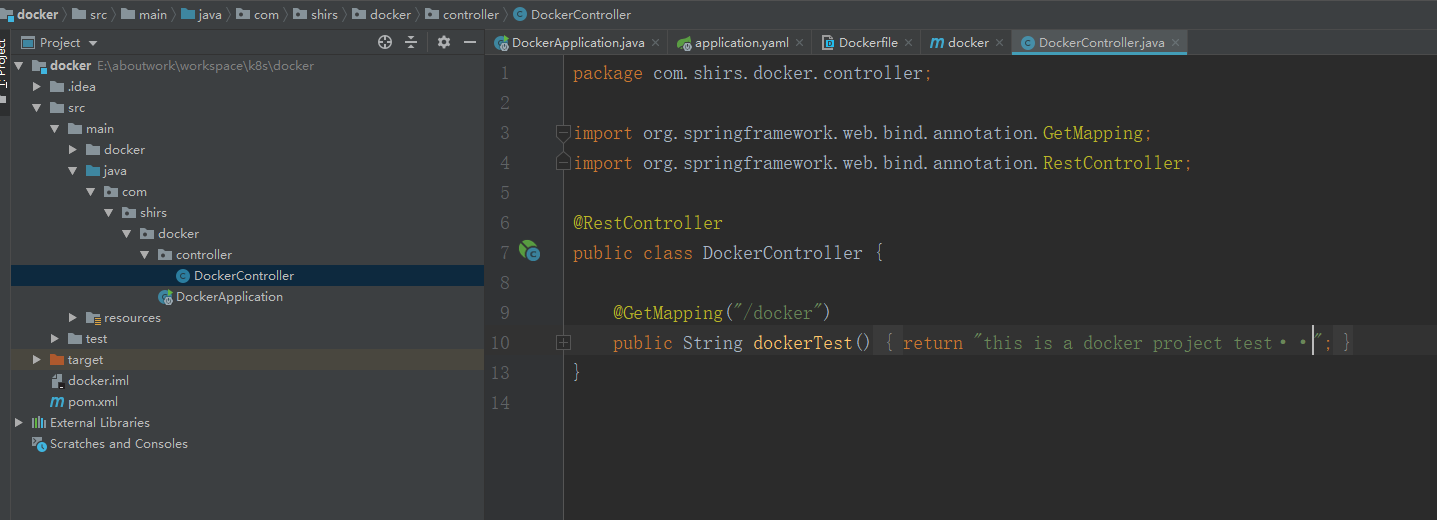 docker src main java com shirs docker controller DockerController
1: Project
Project
docker E:\aboutwork\workspace\k8s\docker
.idea
src
main
docker
java
com
shirs
docker
controller
DockerController
DockerApplication
resources
test
target
docker.iml
pom.xml
External Libraries
Scratches and Consoles
DockerApplication.java × application.yaml × Dockerfile × docker × DockerController.java ×
1 package com.shirs.docker.controller;
2
3 import org.springframework.web.bind.annotation.GetMapping;
4 import org.springframework.web.bind.annotation.RestController;
5
6 @RestController
7 public class DockerController {
8
9 @GetMapping("/docker")
10 public String dockerTest() { return "this is a docker project test··"; }
13 }
14